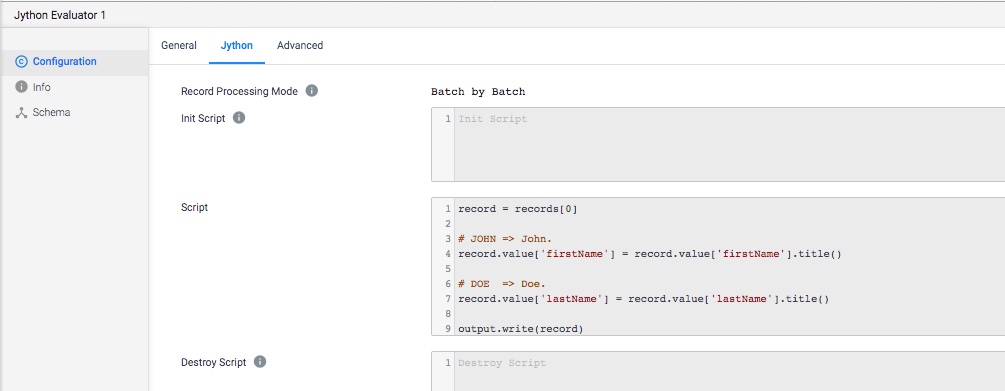 Jython Evaluator 1
General Jython Advanced
Configuration
Info
Schema
Record Processing Mode Batch by Batch
Init Script
1 Init Script
Script
1 record = records[0]
2
3 # JOHN => John.
4 record.value['firstName'] = record.value['firstName'].title()
5
6 # DOE  => Doe.
7 record.value['lastName'] = record.value['lastName'].title()
8
9 output.write(record)
Destroy Script
1 Destroy Script